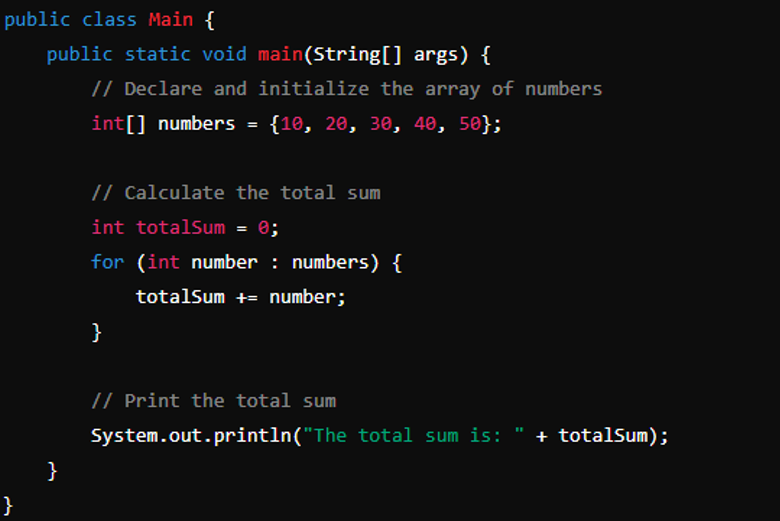 public class Main {
    public static void main(String[] args) {
        // Declare and initialize the array of numbers
        int[] numbers = {10, 20, 30, 40, 50};

        // Calculate the total sum
        int totalSum = 0;
        for (int number : numbers) {
            totalSum += number;
        }

        // Print the total sum
        System.out.println("The total sum is: " + totalSum);
    }
}